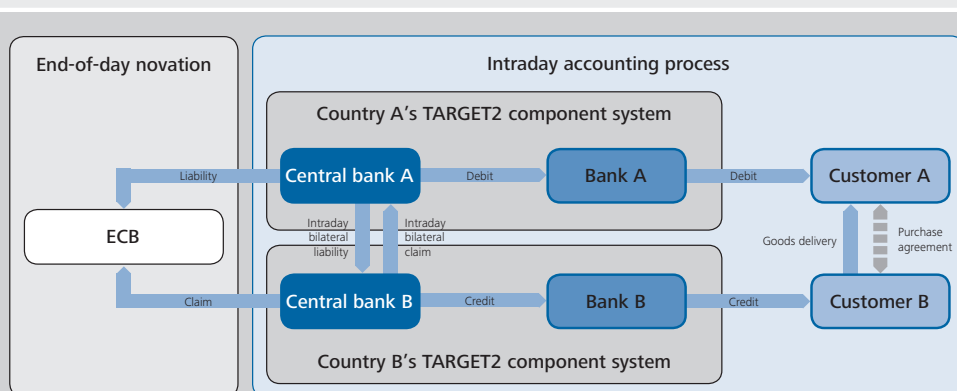 End-of-day novation
Intraday accounting process
Country A's TARGET2 component system
Liability
Central bank A
Debit
Bank A
Debit
Customer A
ECB
Intraday
bilateral
liability
Intraday
bilateral
claim
Goods delivery
Purchase
agreement
Claim
Central bank B
Credit
Bank B
Credit
Customer B
Country B's TARGET2 component system